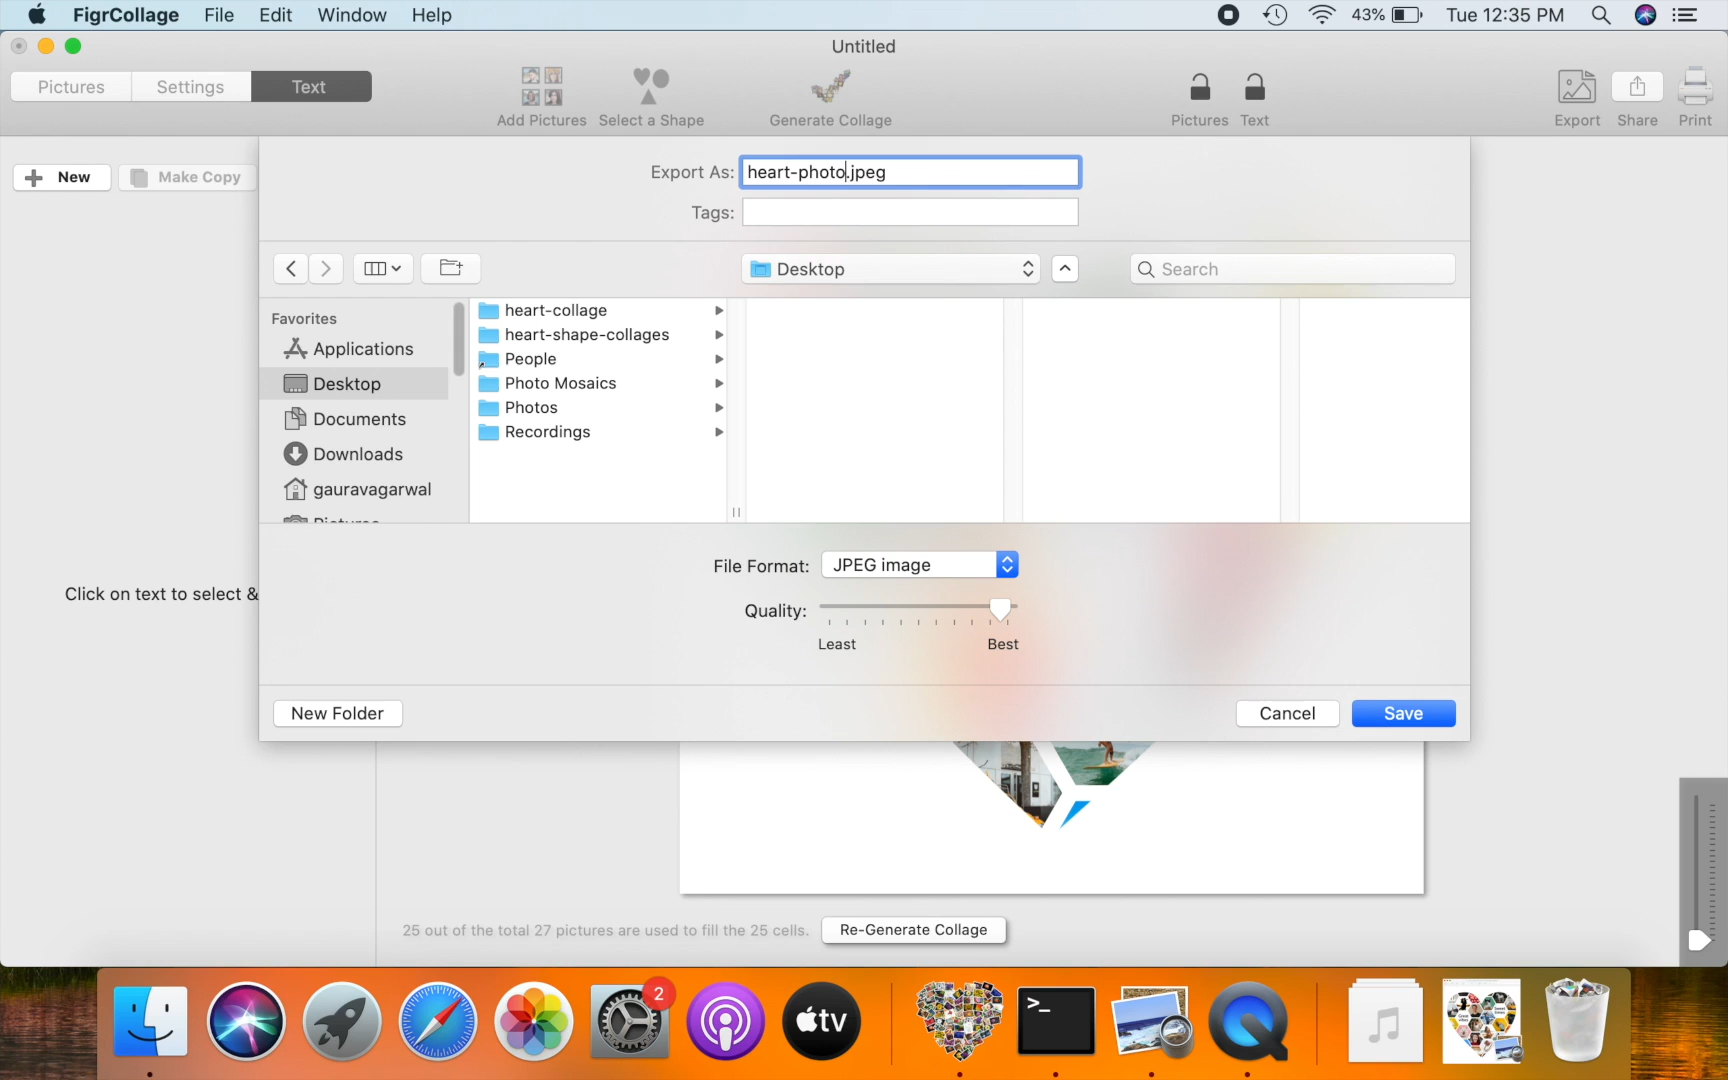 FigrCollage File Edit Window Help 43% Tue 12:35 PM
Untitled
Pictures Settings Text
Add Pictures Select a Shape Generate Collage Pictures Text Export Share Print
New Make Copy
Export As: heart-photo.jpeg
Tags:
Desktop Search
Favorites
Applications
Desktop
Documents
Downloads
gauravagarwal
Pictures
heart-collage
heart-shape-collages
People
Photo Mosaics
Photos
Recordings
File Format: JPEG image
Quality:
Least Best
Click on text to select &
New Folder Cancel Save
25 out of the total 27 pictures are used to fill the 25 cells. Re-Generate Collage
2
tv
>_